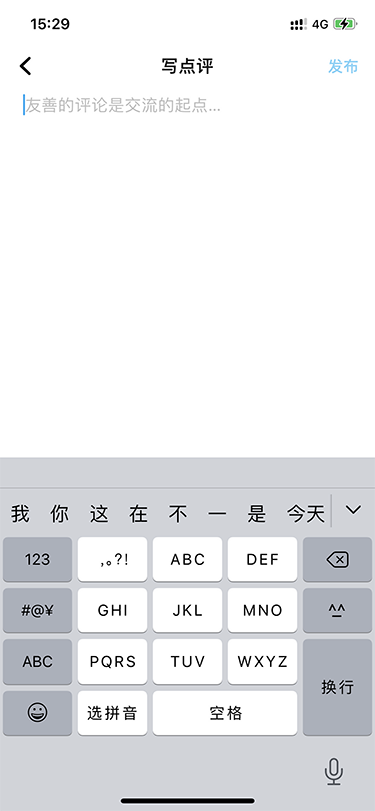 15:29 4G
写点评 发布
友善的评论是交流的起点...
我 你 这 在 不 一 是 今天
123 ,。?! ABC DEF
#@¥ GHI JKL MNO ^^
ABC PQRS TUV WXYZ 换行
选拼音 空格